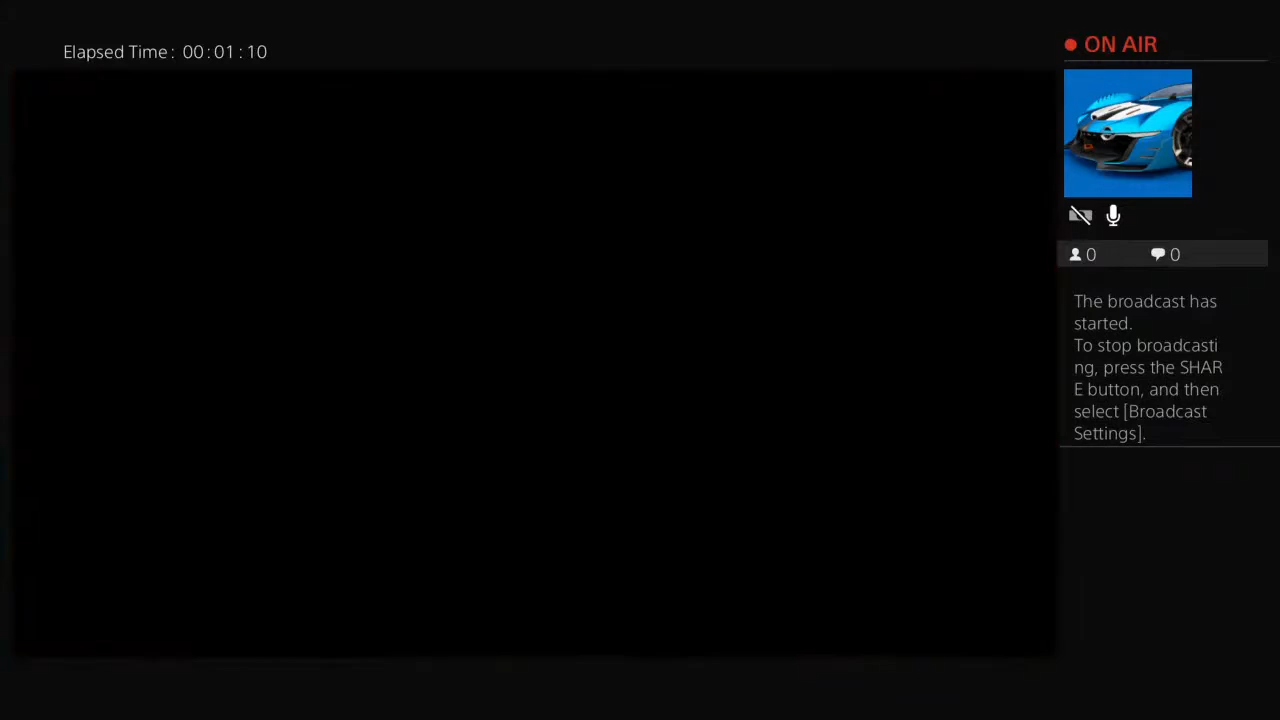 Elapsed Time: 00:01:10
ON AIR
0 0
The broadcast has
started.
To stop broadcasti
ng, press the SHAR
E button, and then
select [Broadcast
Settings].